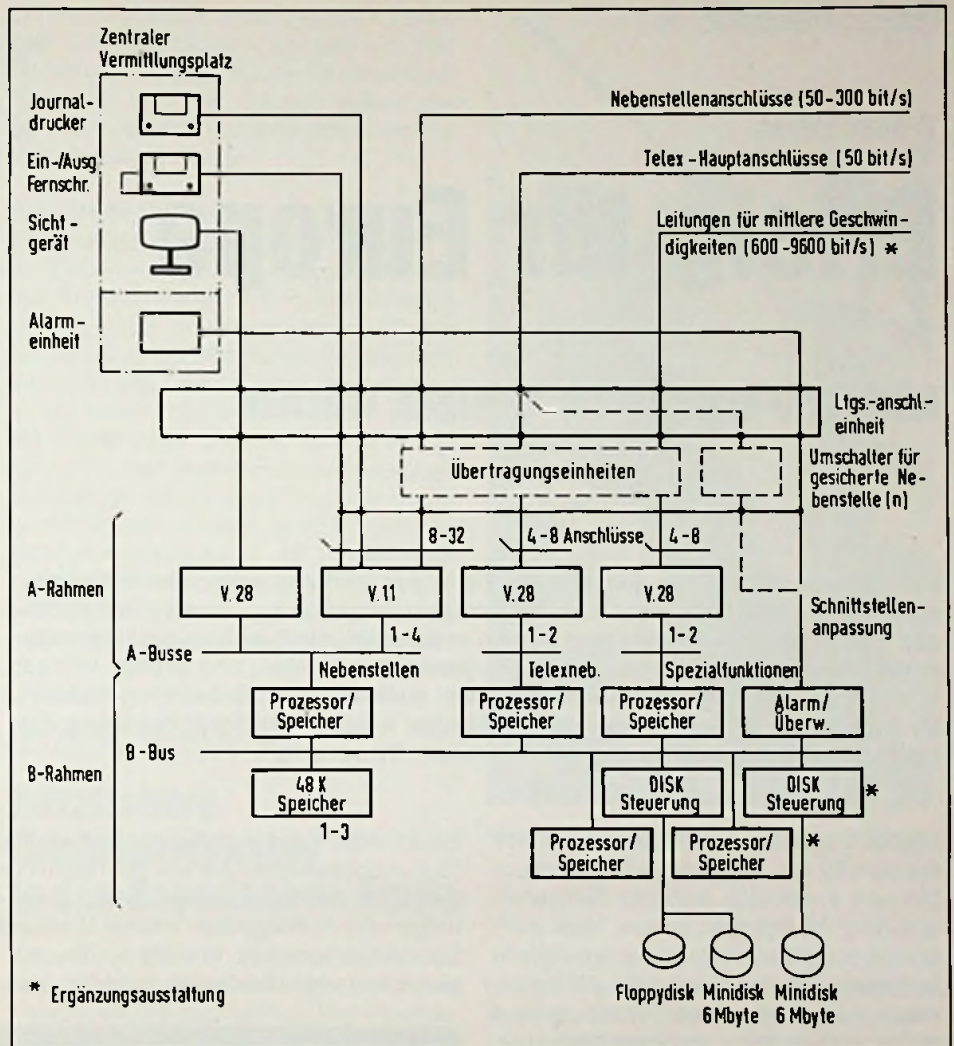 Zentraler
Vermittlungsplatz
Journal-
drucker
Ein-/Ausg
Fernschr.
Sicht-
gerät
Alarm-
einheit
Nebenstellenanschlüsse (50-300 bit/s)
Telex-Hauptanschlüsse (50 bit/s)
Leitungen für mittlere Geschwin-
digkeiten (600-9600 bit/s) *
Ltgs.-anschl.-
einheit
Übertragungseinheiten
Umschalter für
gesicherte Ne-
benstelle(n)
8-32
4-8 Anschlüsse
4-8
A-Rahmen
V.28
V.11
V.28
V.28
Schnittstellen-
anpassung
1-4
1-2
1-2
A-Busse
Nebenstellen
Telexneb.
Spezialfunktionen
Prozessor/
Speicher
Prozessor/
Speicher
Prozessor/
Speicher
Alarm/
Überw.
B-Bus
B-Rahmen
48 K
Speicher
1-3
DISK
Steuerung
DISK
Steuerung
*
Prozessor/
Speicher
Prozessor/
Speicher
*
Floppydisk
Minidisk
6 Mbyte
Minidisk
6 Mbyte
* Ergänzungsausstattung